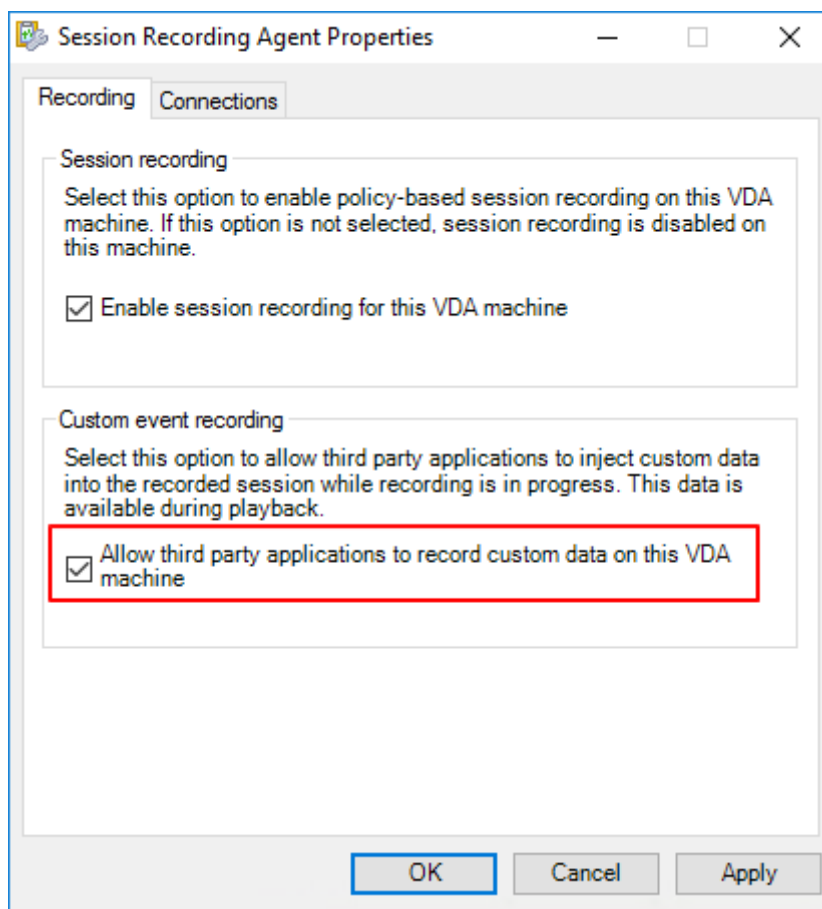 Session Recording Agent Properties
Recording
Connections
Session recording
Select this option to enable policy-based session recording on this VDA
machine. If this option is not selected, session recording is disabled on
this machine.
Enable session recording for this VDA machine
Custom event recording
Select this option to allow third party applications to inject custom data
into the recorded session while recording is in progress. This data is
available during playback.
Allow third party applications to record custom data on this VDA
machine
OK
Cancel
Apply